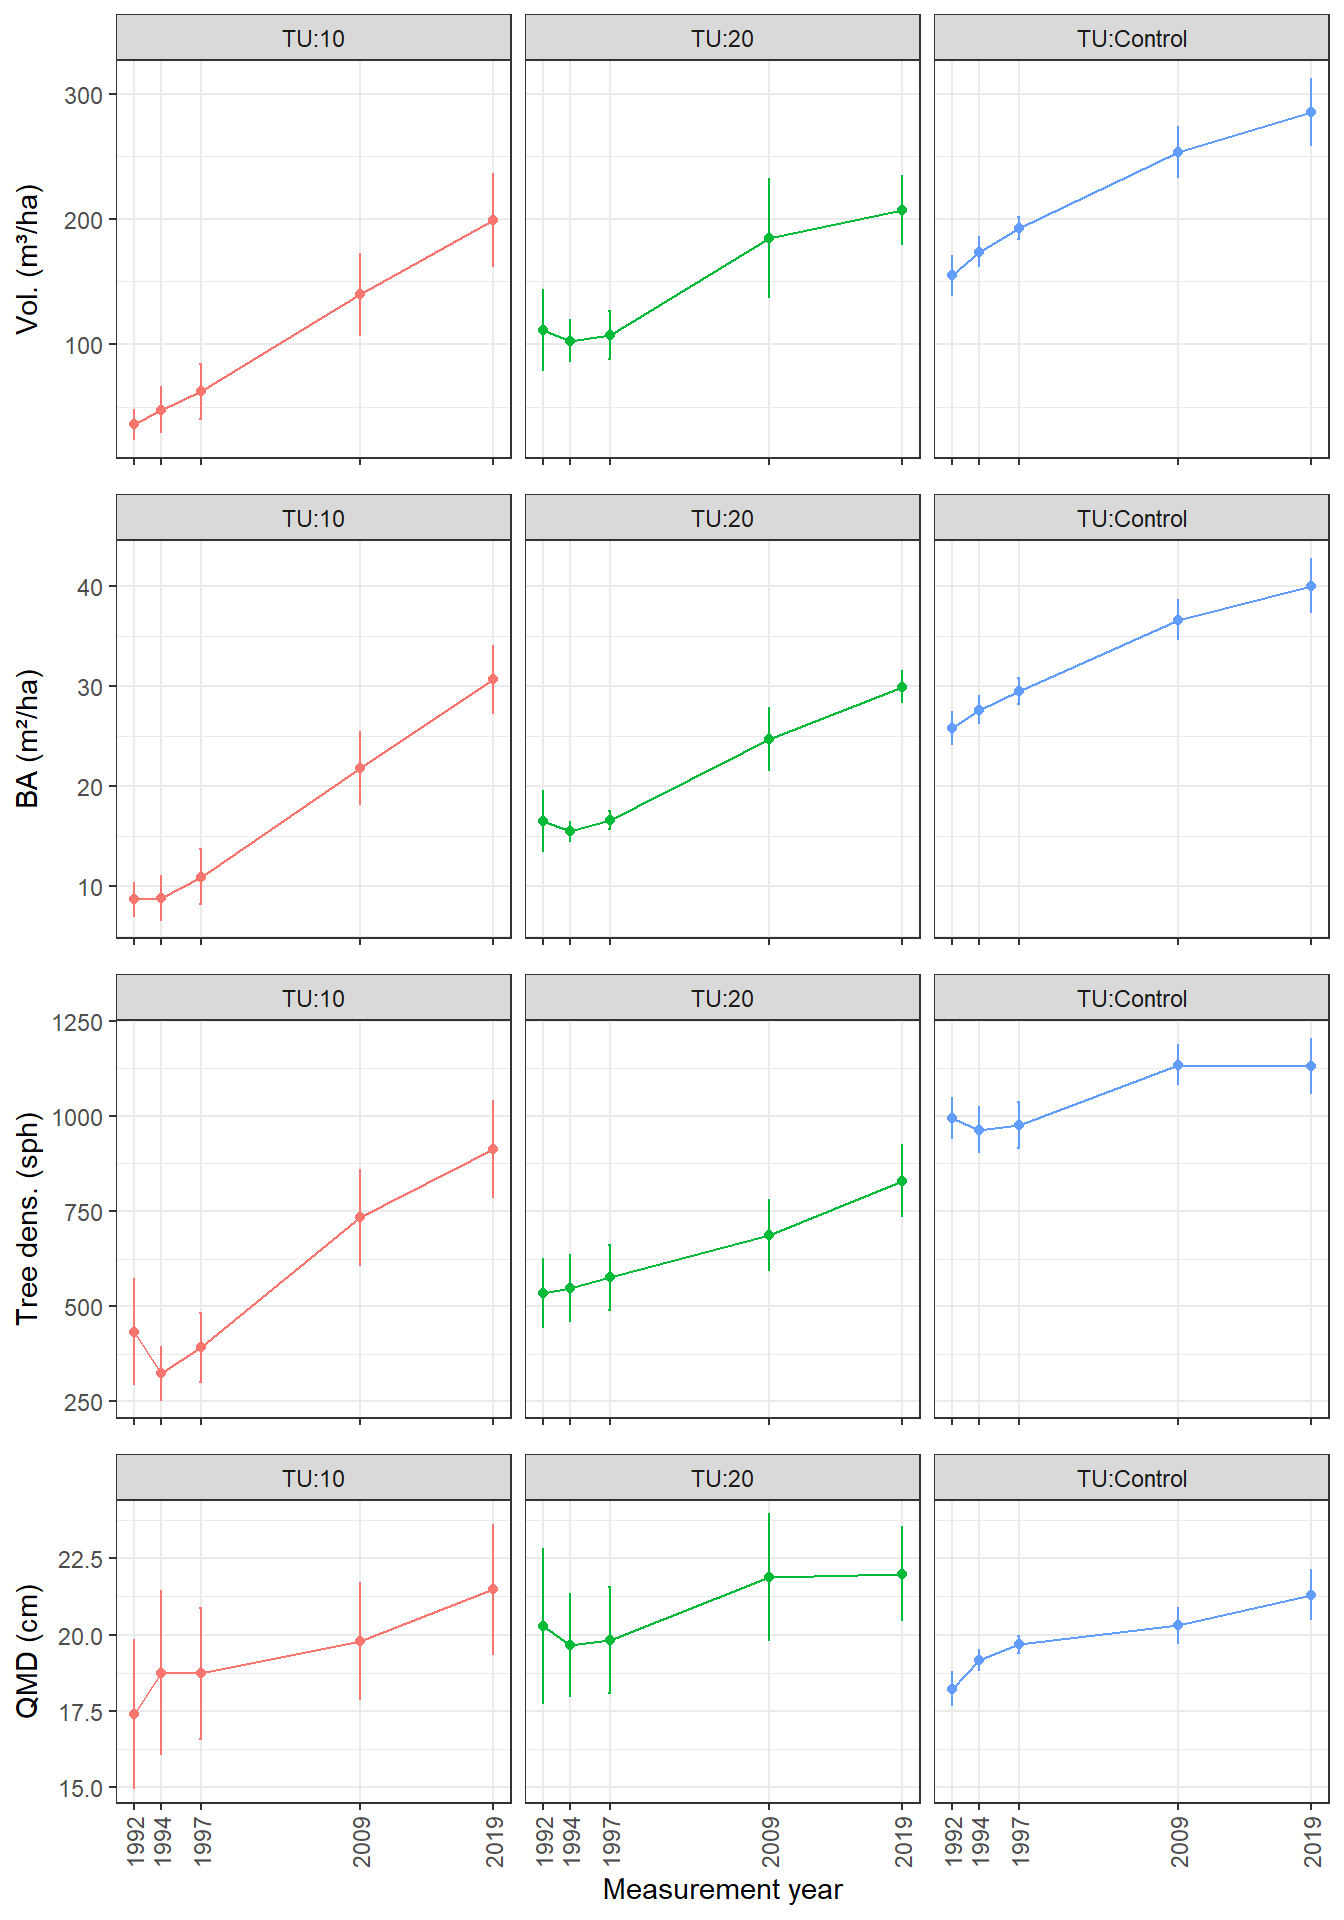 TU:10 TU:20 TU:Control
300
200
100
Vol. (m³/ha)
TU:10 TU:20 TU:Control
40
30
20
10
BA (m²/ha)
TU:10 TU:20 TU:Control
1250
1000
750
500
250
Tree dens. (sph)
TU:10 TU:20 TU:Control
22.5
20.0
17.5
15.0
QMD (cm)
1992 1994 1997 2009 2019 1992 1994 1997 2009 2019 1992 1994 1997 2009 2019
Measurement year